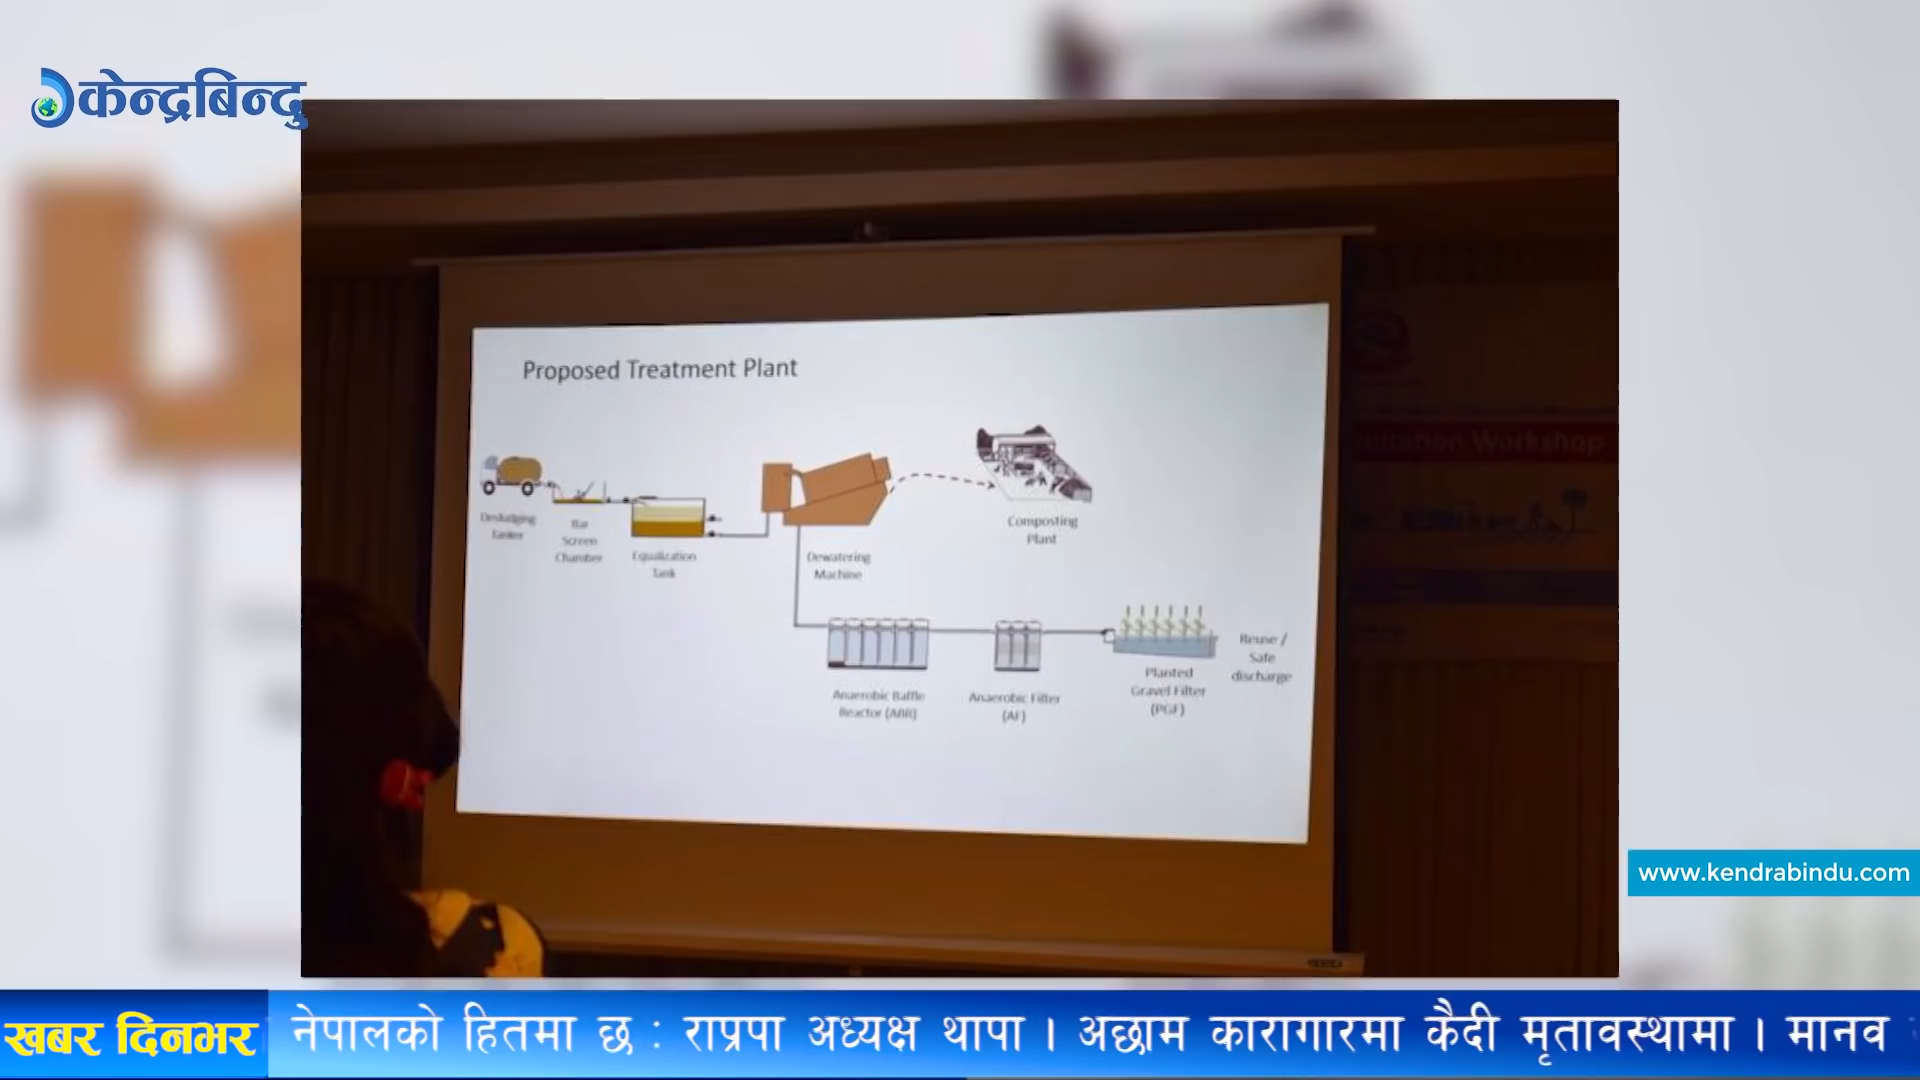 केन्द्रबिन्दु
Consultation Workshop
Proposed Treatment Plant
Desludging
Tanker
Bar
Screen
Chamber
Equalization
Tank
Dewatering
Machine
Composting
Plant
Anaerobic Baffle
Reactor (ABR)
Anaerobic Filter
(AF)
Planted
Gravel Filter
(PGF)
Reuse /
Safe
discharge
www.kendrabindu.com
खबर दिनभर
नेपालको हितमा छ : राप्रपा अध्यक्ष थापा । अछाम कारागारमा कैदी मृतावस्थामा । मानव